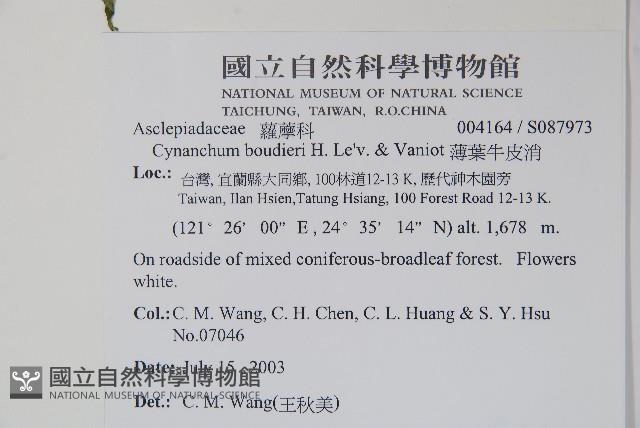 國立自然科學博物館
NATIONAL MUSEUM OF NATURAL SCIENCE
TAICHUNG, TAIWAN, R.O.CHINA
Asclepiadaceae 蘿藦科 004164 / S087973
Cynanchum boudieri H. Le'v. & Vaniot 薄葉牛皮消
Loc.: 台灣, 宜蘭縣大同鄉, 100林道12-13 K, 歷代神木園旁
Taiwan, Ilan Hsien,Tatung Hsiang, 100 Forest Road 12-13 K.
(121° 26' 00" E , 24° 35' 14" N) alt. 1,678 m.
On roadside of mixed coniferous-broadleaf forest. Flowers
white.
Col.: C. M. Wang, C. H. Chen, C. L. Huang & S. Y. Hsu
No.07046
Date: July 15, 2003
國立自然科學博物館
NATIONAL MUSEUM OF NATURAL SCIENCE
Det.: C. M. Wang(王秋美)